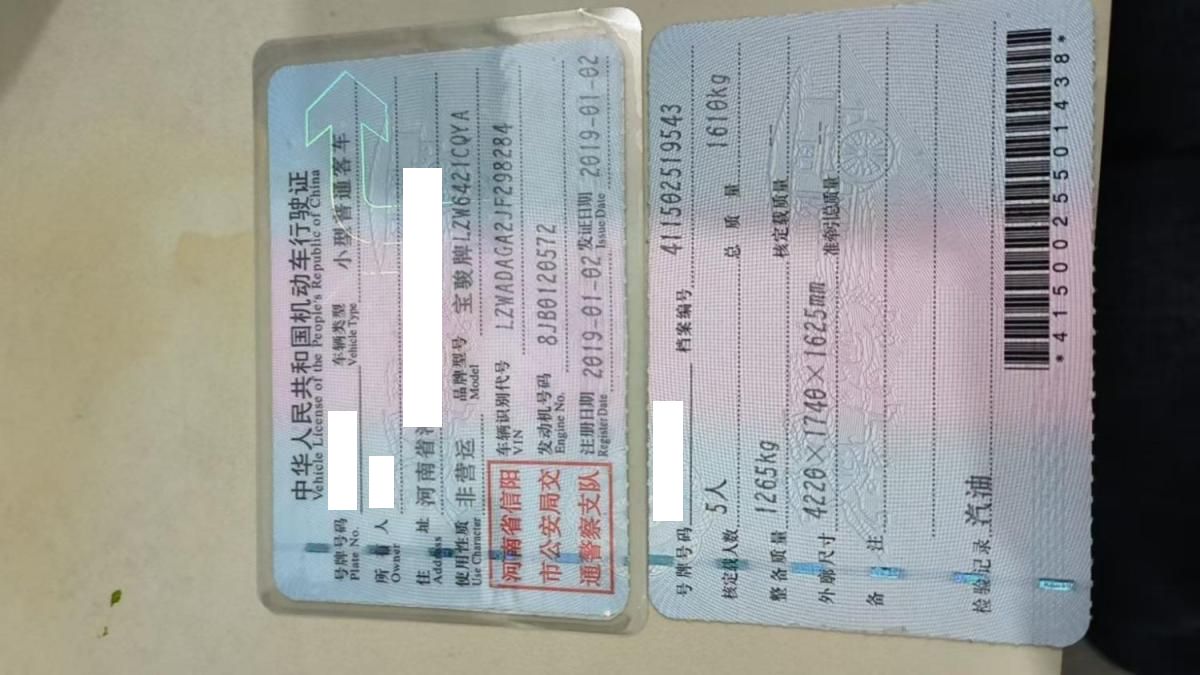 中华人民共和国机动车行驶证
Vehicle License of the People's Republic of China
号牌号码 车辆类型 小型普通客车
Plate No. Vehicle Type
所有人
Owner
住址 河南省
Address
使用性质 非营运 品牌型号 宝骏牌LZW6421CQYA
Use Character Model
河南省信阳
市公安局交
通警察支队
车辆识别代号 LZWADAGA2JF298284
VIN
发动机号码 8JB0120572
Engine No.
注册日期 2019-01-02 发证日期 2019-01-02
Register Date Issue Date
号牌号码 档案编号 411502519543
核定载人数 5人 总质量 1610kg
整备质量 1265kg 核定载质量 --
外廓尺寸 4220×1740×1625mm 准牵引总质量 --
备注
检验记录 汽油
*4150025501438*